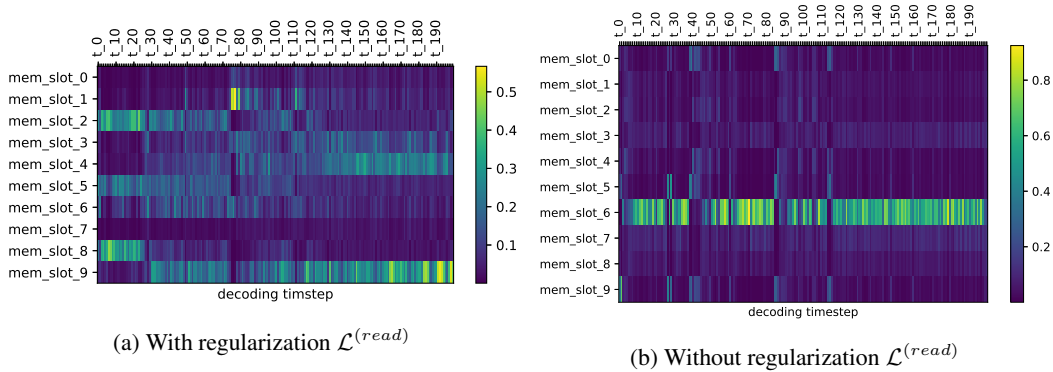 t_0 t_10 t_20 t_30 t_40 t_50 t_60 t_70 t_80 t_90 t_100 t_110 t_120 t_130 t_140 t_150 t_160 t_170 t_180 t_190
mem_slot_0
mem_slot_1
mem_slot_2
mem_slot_3
mem_slot_4
mem_slot_5
mem_slot_6
mem_slot_7
mem_slot_8
mem_slot_9
decoding timstep
0.5
0.4
0.3
0.2
0.1
(a) With regularization ℒ^(read)
t_0 t_10 t_20 t_30 t_40 t_50 t_60 t_70 t_80 t_90 t_100 t_110 t_120 t_130 t_140 t_150 t_160 t_170 t_180 t_190
mem_slot_0
mem_slot_1
mem_slot_2
mem_slot_3
mem_slot_4
mem_slot_5
mem_slot_6
mem_slot_7
mem_slot_8
mem_slot_9
decoding timestep
0.8
0.6
0.4
0.2
(b) Without regularization ℒ^(read)